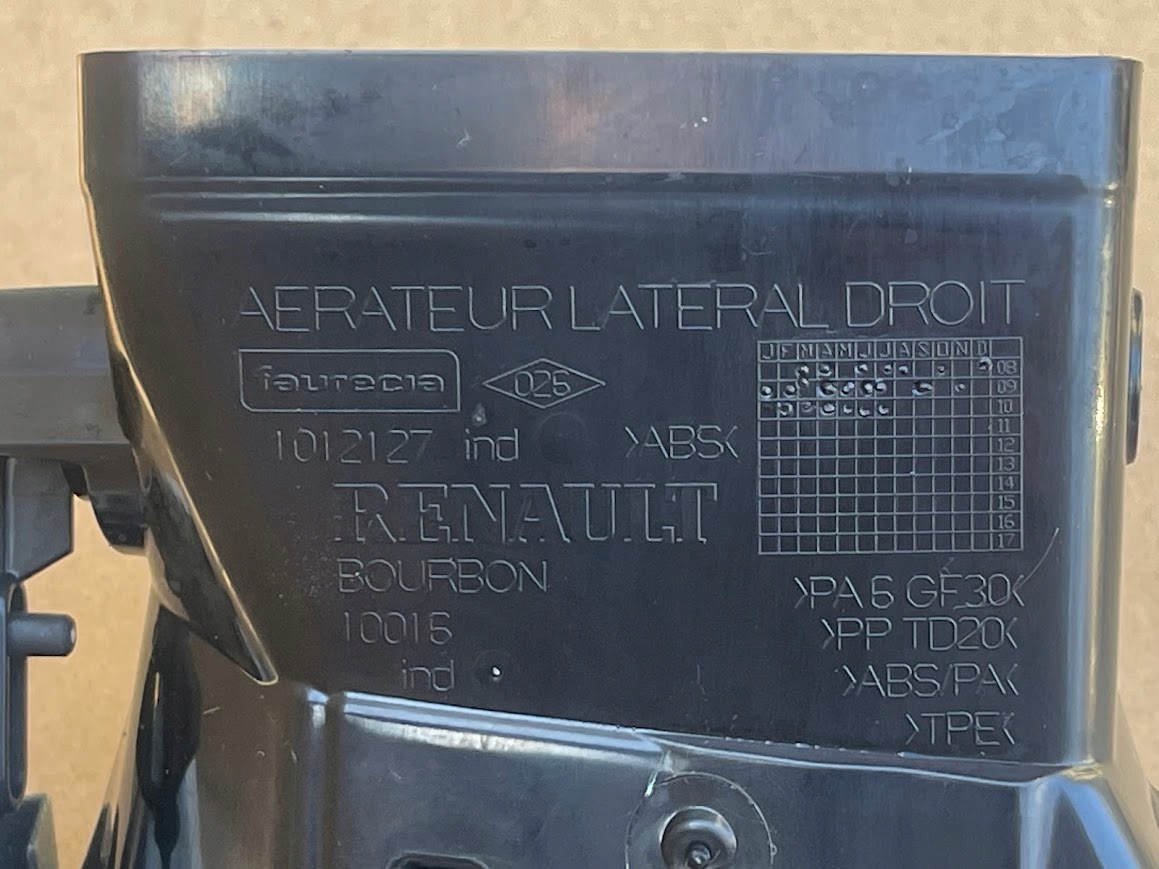 AERATEUR LATERAL DROIT
faurecia 025
1012127 ind >ABS<
J F M A M J J A S O N D
08
09
10
11
12
13
14
15
16
17
RENAULT
BOURBON
10016
ind
>PA 6 GF30<
>PP TD20<
>ABS/PA<
>TPE<